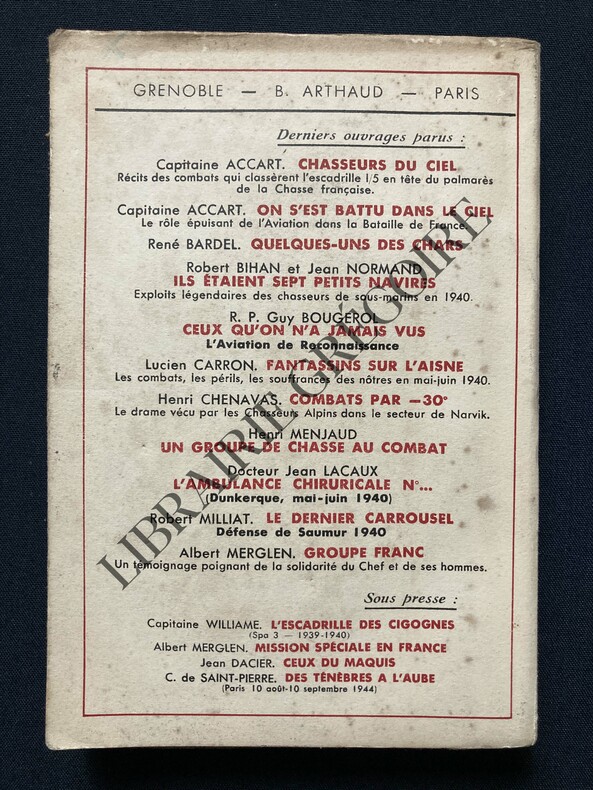 GRENOBLE — B. ARTHAUD — PARIS
Derniers ouvrages parus :
Capitaine ACCART. CHASSEURS DU CIEL
Récits des combats qui classèrent l'escadrille I/5 en tête du palmarès
de la Chasse française.
Capitaine ACCART. ON S'EST BATTU DANS LE CIEL
Le rôle épuisant de l'Aviation dans la Bataille de France.
René BARDEL. QUELQUES-UNS DES CHARS
Robert BIHAN et Jean NORMAND
ILS ÉTAIENT SEPT PETITS NAVIRES
Exploits légendaires des chasseurs de sous-marins en 1940.
R. P. Guy BOUGEROL
CEUX QU'ON N'A JAMAIS VUS
L'Aviation de Reconnaissance
Lucien CARRON. FANTASSINS SUR L'AISNE
Les combats, les périls, les souffrances des nôtres en mai-juin 1940.
Henri CHENAVAS. COMBATS PAR —30°
Le drame vécu par les Chasseurs Alpins dans le secteur de Narvik.
Henri MENJAUD
UN GROUPE DE CHASSE AU COMBAT
Docteur Jean LACAUX
L'AMBULANCE CHIRURICALE N°...
(Dunkerque, mai-juin 1940)
Robert MILLIAT. LE DERNIER CARROUSEL
Défense de Saumur 1940
Albert MERGLEN. GROUPE FRANC
Un témoignage poignant de la solidarité du Chef et de ses hommes.
Sous presse :
Capitaine WILLIAME. L'ESCADRILLE DES CIGOGNES
(Spa 3 — 1939-1940)
Albert MERGLEN. MISSION SPÉCIALE EN FRANCE
Jean DACIER. CEUX DU MAQUIS
C. de SAINT-PIERRE. DES TÉNÈBRES A L'AUBE
(Paris 10 août-10 septembre 1944)
LIBRAIRIE GRÉGOIRE